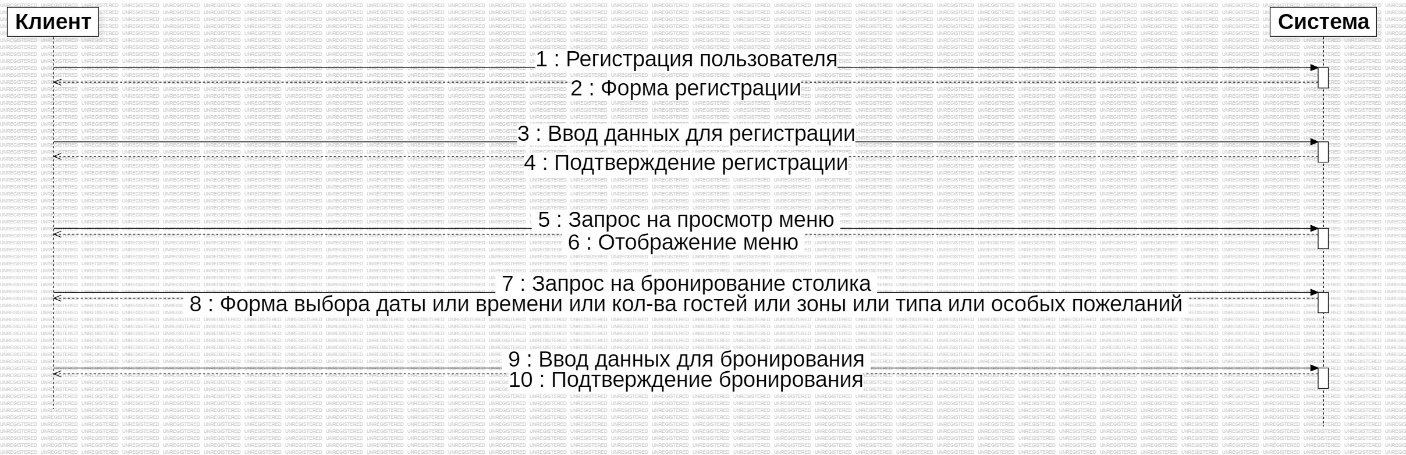 Клиент
Система
1 : Регистрация пользователя
2 : Форма регистрации
3 : Ввод данных для регистрации
4 : Подтверждение регистрации
5 : Запрос на просмотр меню
6 : Отображение меню
7 : Запрос на бронирование столика
8 : Форма выбора даты или времени или кол-ва гостей или зоны или типа или особых пожеланий
9 : Ввод данных для бронирования
10 : Подтверждение бронирования